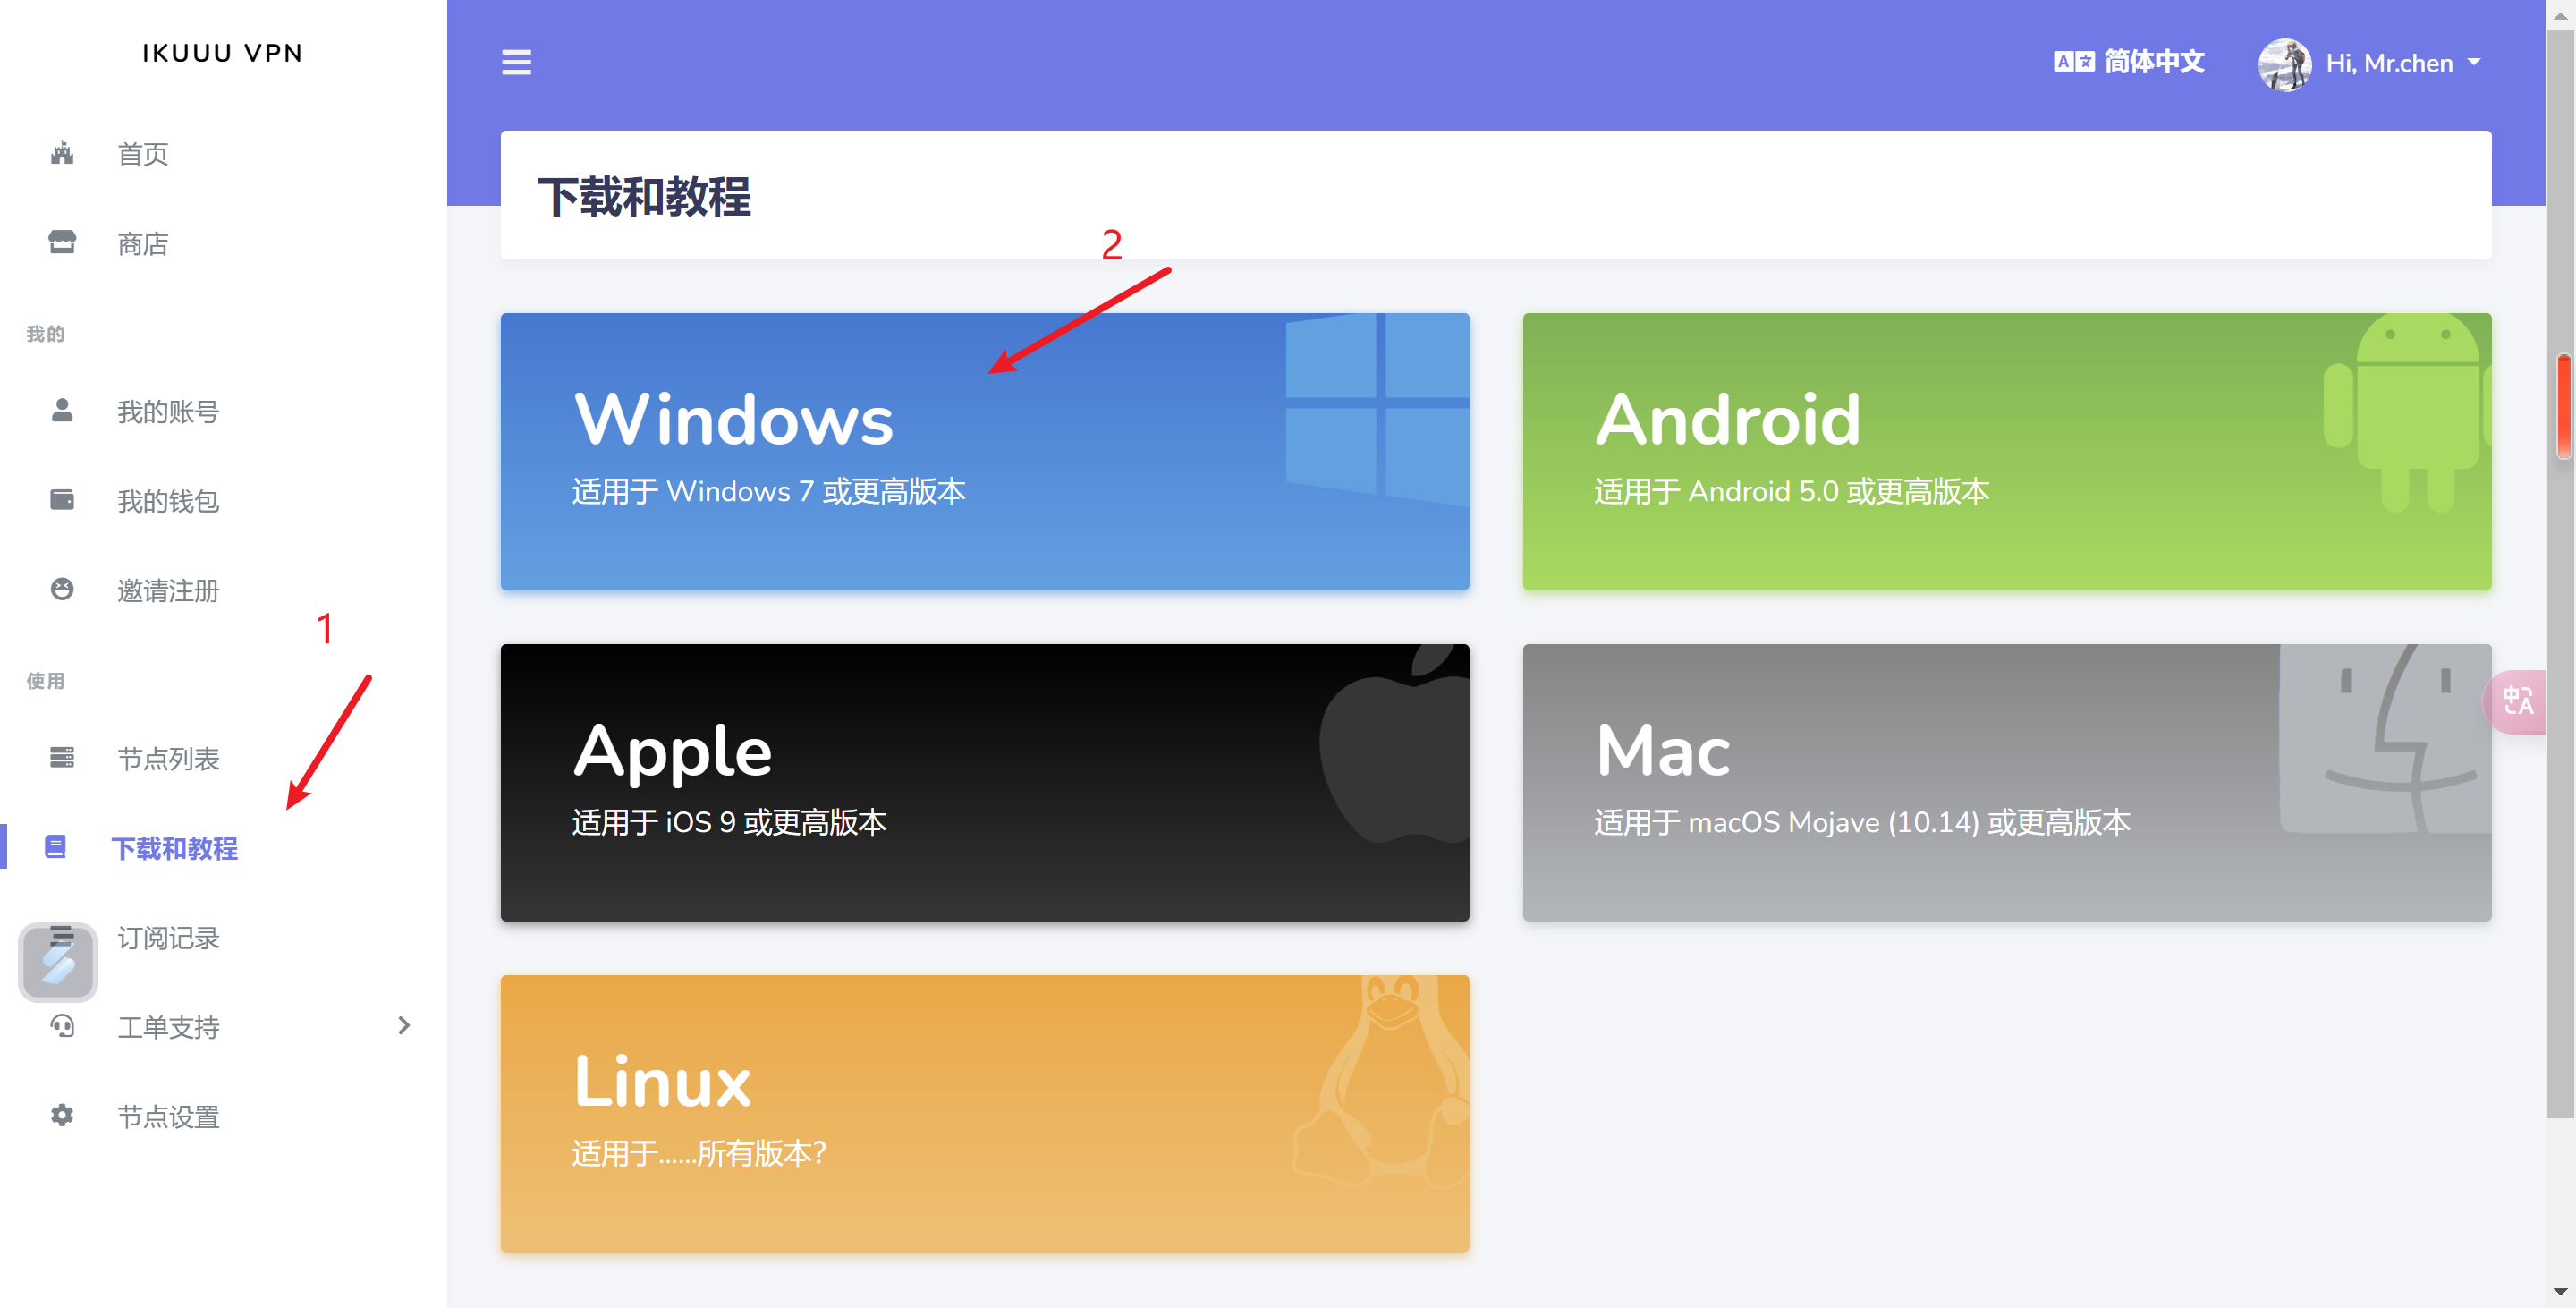 IKUUU VPN
首页
商店
我的
我的账号
我的钱包
邀请注册
1
使用
节点列表
下载和教程
订阅记录
工单支持
节点设置
A文 简体中文
Hi, Mr.chen
下载和教程
2
Windows
适用于 Windows 7 或更高版本
Android
适用于 Android 5.0 或更高版本
Apple
适用于 iOS 9 或更高版本
Mac
适用于 macOS Mojave (10.14) 或更高版本
中A
Linux
适用于......所有版本？